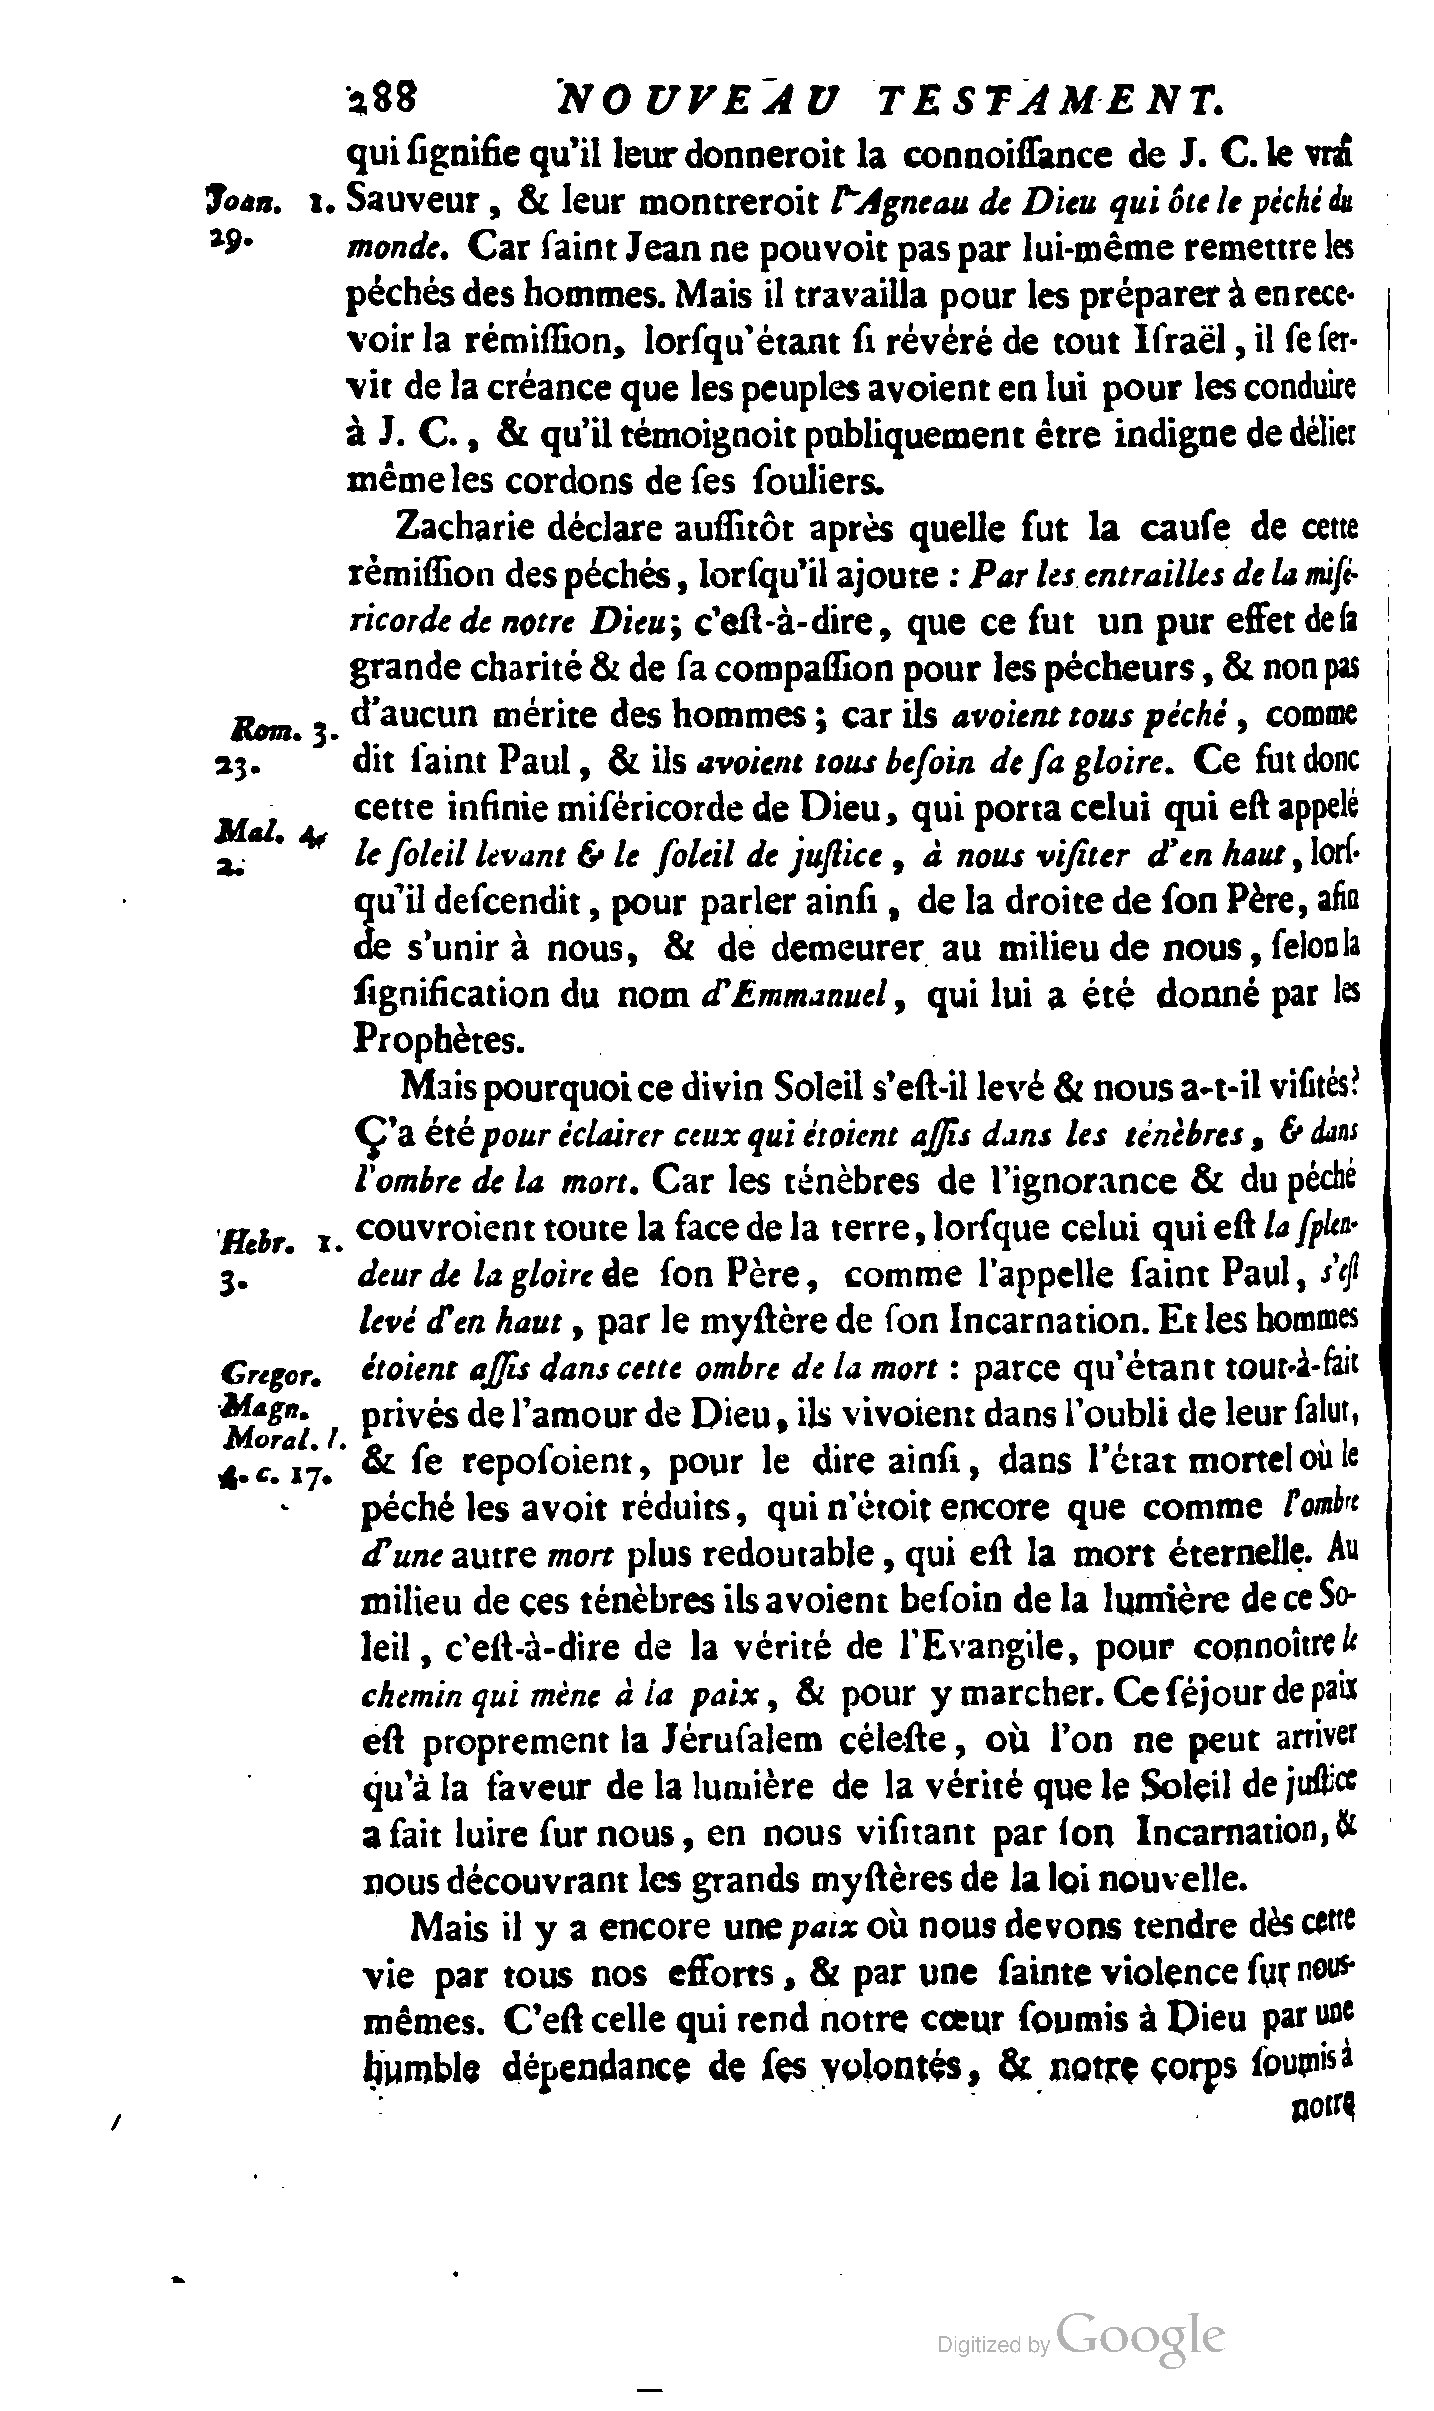 288 NOUVEAU TESTAMENT.
qui ſignifie qu'il leur donneroit la connoiſſance de J. C. le vrai
Joan. 1. Sauveur, & leur montreroit l'Agneau de Dieu qui ôte le péché du
29. monde. Car ſaint Jean ne pouvoit pas par lui-même remettre les
péchés des hommes. Mais il travailla pour les préparer à en rece-
voir la rémiſſion, lorſqu'étant ſi révéré de tout Iſraël, il ſe ſer-
vit de la créance que les peuples avoient en lui pour les conduire
à J. C., & qu'il témoignoit publiquement être indigne de délier
même les cordons de ſes ſouliers.
Zacharie déclare auſſitôt après quelle fut la cauſe de cette
rèmiſſion des péchés, lorſqu'il ajoute : Par les entrailles de la miſé-
ricorde de notre Dieu; c'eſt-à-dire, que ce fut un pur effet de ſa
grande charité & de ſa compaſſion pour les pécheurs, & non pas
Rom. 3. d'aucun mérite des hommes ; car ils avoient tous péché, comme
23. dit ſaint Paul, & ils avoient tous beſoin de ſa gloire. Ce fut donc
cette infinie miſéricorde de Dieu, qui porta celui qui eſt appelé
Mal. 4. le ſoleil levant & le ſoleil de juſtice, à nous viſiter d'en haut, lorſ-
2. qu'il deſcendit, pour parler ainſi, de la droite de ſon Père, afin
de s'unir à nous, & de demeurer au milieu de nous, ſelon la
ſignification du nom d'Emmanuel, qui lui a été donné par les
Prophètes.
Mais pourquoi ce divin Soleil s'eſt-il levé & nous a-t-il viſités?
Ç'a été pour éclairer ceux qui étoient aſſis dans les ténèbres, & dans
l'ombre de la mort. Car les ténèbres de l'ignorance & du péché
Hebr. 1. couvroient toute la face de la terre, lorſque celui qui eſt la ſplen-
3. deur de la gloire de ſon Père, comme l'appelle ſaint Paul, s'eſt
levé d'en haut, par le myſtère de ſon Incarnation. Et les hommes
Gregor. étoient aſſis dans cette ombre de la mort : parce qu'étant tout-à-fait
Magn. privés de l'amour de Dieu, ils vivoient dans l'oubli de leur ſalut,
Moral. l.
4. c. 17. & ſe repoſoient, pour le dire ainſi, dans l'état mortel où le
péché les avoit réduits, qui n'étoit encore que comme l'ombre
d'une autre mort plus redoutable, qui eſt la mort éternelle. Au
milieu de ces ténèbres ils avoient beſoin de la lumière de ce So-
leil, c'eſt-à-dire de la vérité de l'Evangile, pour connoître le
chemin qui mène à la paix, & pour y marcher. Ce ſéjour de paix
eſt proprement la Jéruſalem céleſte, où l'on ne peut arriver
qu'à la faveur de la lumière de la vérité que le Soleil de juſtice
a fait luire ſur nous, en nous viſitant par ſon Incarnation, &
nous découvrant les grands myſtères de la loi nouvelle.
Mais il y a encore une paix où nous devons tendre dès cette
vie par tous nos efforts, & par une ſainte violence ſur nous-
mêmes. C'eſt celle qui rend notre cœur ſoumis à Dieu par une
humble dépendance de ſes volontés, & notre corps ſoumis à
notre
Digitized by Google